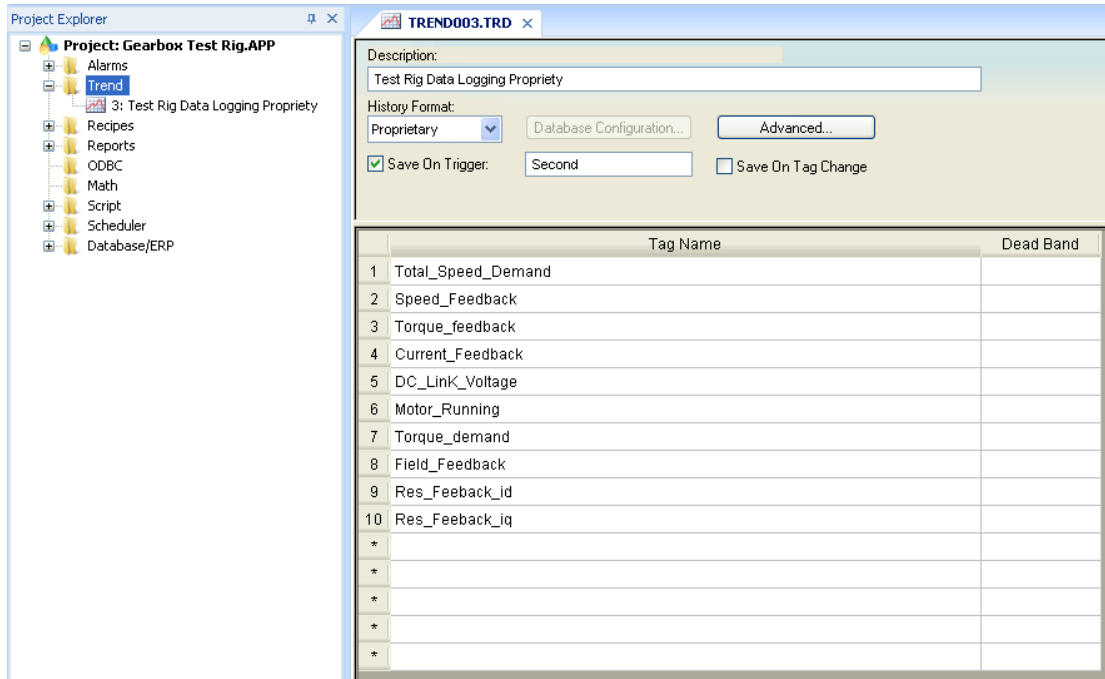 Project Explorer
Project: Gearbox Test Rig.APP
Alarms
Trend
3: Test Rig Data Logging Propriety
Recipes
Reports
ODBC
Math
Script
Scheduler
Database/ERP
TREND003.TRD
Description:
Test Rig Data Logging Propriety
History Format:
Proprietary
Database Configuration...
Advanced...
Save On Trigger:
Second
Save On Tag Change
Tag Name Dead Band
1 Total_Speed_Demand
2 Speed_Feedback
3 Torque_feedback
4 Current_Feedback
5 DC_LinK_Voltage
6 Motor_Running
7 Torque_demand
8 Field_Feedback
9 Res_Feeback_id
10 Res_Feeback_iq
*
*
*
*
*